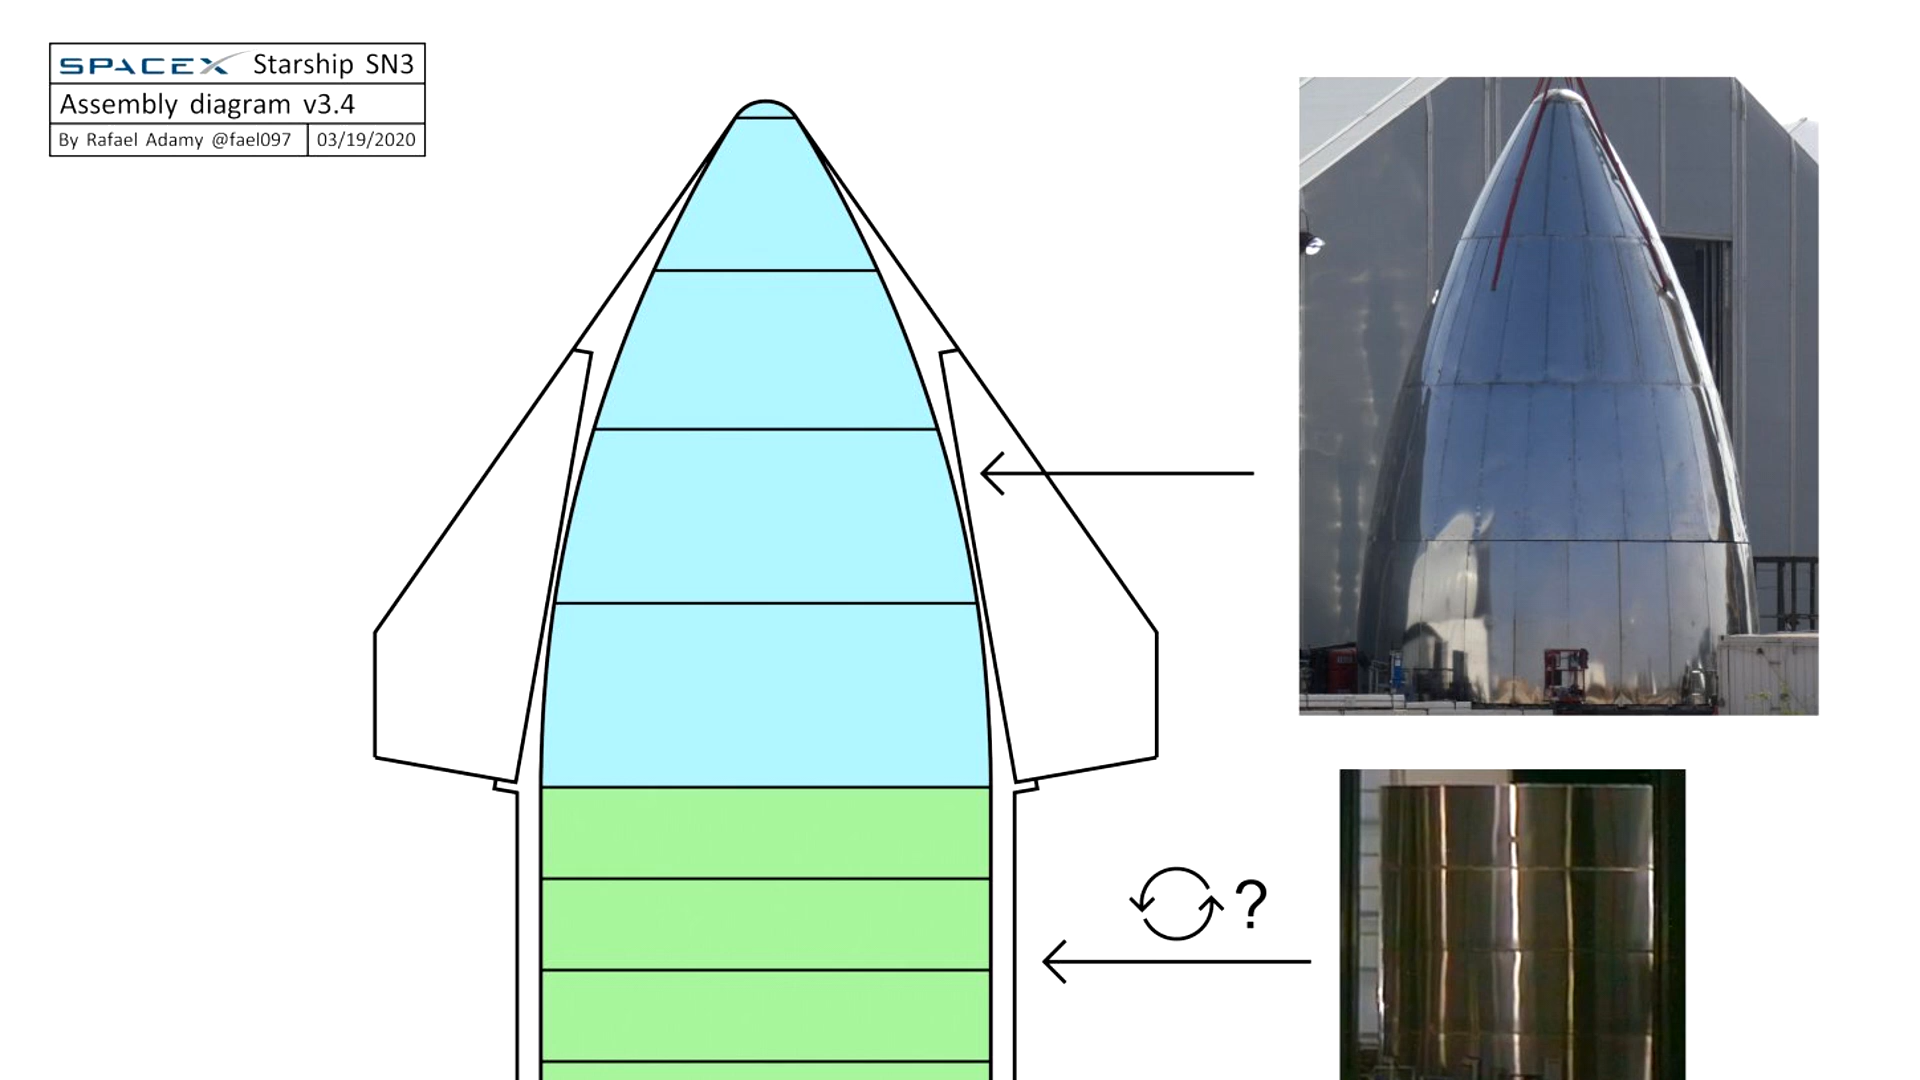 SPACEX Starship SN3
Assembly diagram v3.4
By Rafael Adamy @fael097 03/19/2020
?